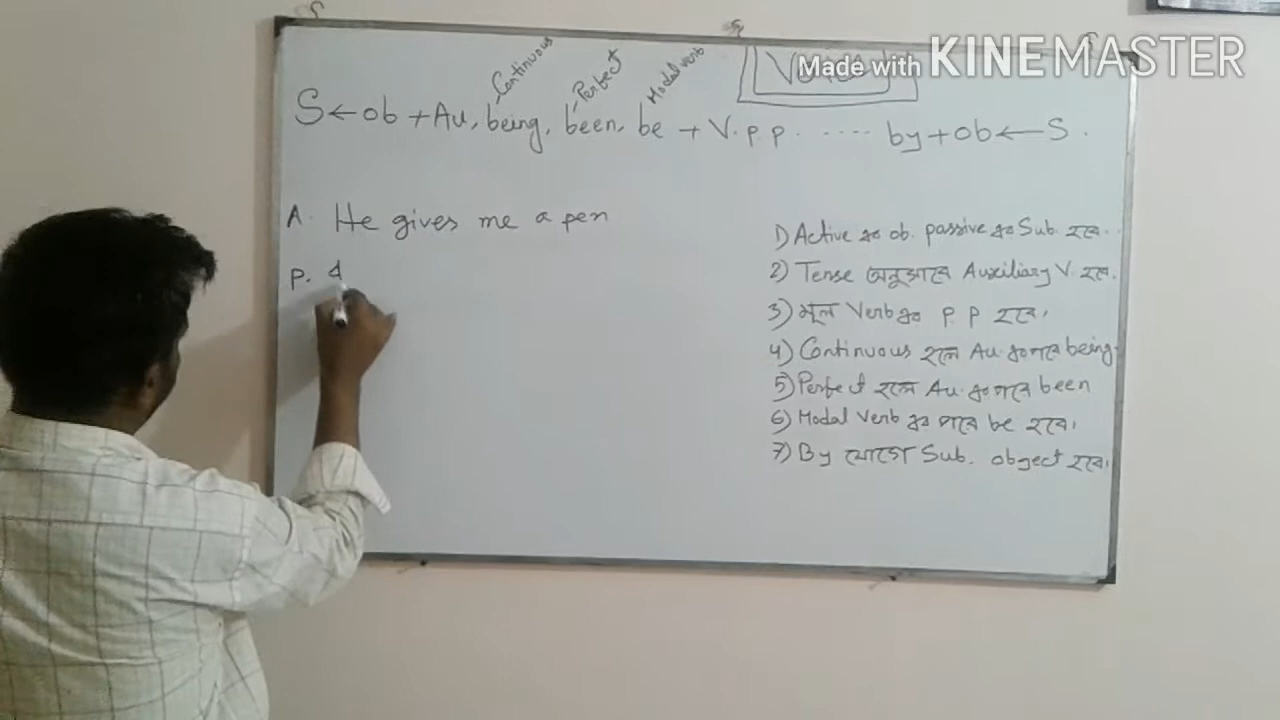 Made with KINEMASTER
Voice
Continuous
Perfect
Modal verb
S ← ob + Au, being, been, be + V. p p. ..... by + ob ← S.
A. He gives me a pen
P.
1) Active এর ob. passive এর Sub. হবে.
2) Tense অনুসারে Auxiliary V. হবে.
3) মূল Verb এর P. P হবে.
4) Continuous হলে Au. এর পরে being.
5) Perfect হলে Au. এর পরে been
6) Modal Verb এর পরে be হবে.
7) By যোগে Sub. object হবে.